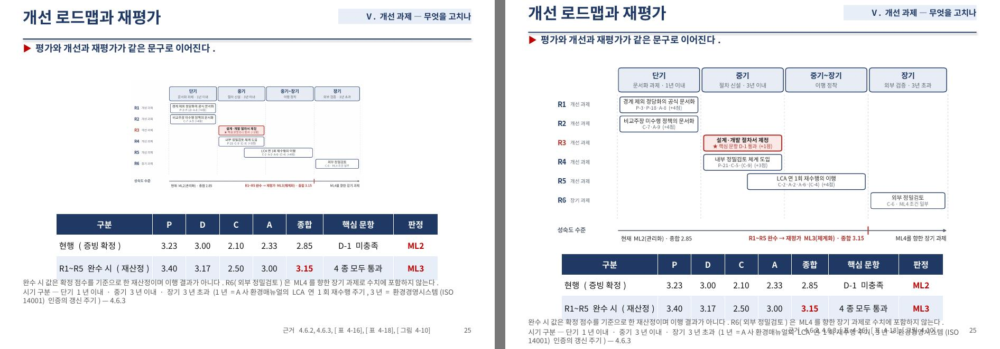 개선 로드맵과 재평가
Ⅴ. 개선 과제 — 무엇을 고치나
▶ 평가와 개선과 재평가가 같은 문구로 이어진다 .
단기 중기 중기~장기 장기
문서화 과제 · 1년 이내 절차 신설 · 3년 이내 이행 정착 외부 검증 · 3년 초과
R1 개선 과제 경계 제외 정당화의 공식 문서화
P-3·P-18·A-8 (+4점)
R2 개선 과제 비교주장 미수행 정책의 문서화
C-7·A-9 (+4점)
R3 개선 과제 설계·개발 절차서 제정
★ 핵심 문항 D-1 통과 (+1점)
R4 개선 과제 내부 정밀검토 체계 도입
P-21·C-5·(C-9) (+3점)
R5 개선 과제 LCA 연 1회 재수행의 이행
C-2·A-2·A-6·(C-4) (+4점)
R6 장기 과제 외부 정밀검토
C-6 · ML4 조건 일부
성숙도 수준
현재 ML2(관리화) · 종합 2.85 R1~R5 완수 → 재평가 ML3(체계화) · 종합 3.15 ML4를 향한 장기 과제
구분 P D C A 종합 핵심 문항 판정
현행 ( 증빙 확정 ) 3.23 3.00 2.10 2.33 2.85 D-1 미충족 ML2
R1~R5 완수 시 ( 재산정 ) 3.40 3.17 2.50 3.00 3.15 4 종 모두 통과 ML3
완수 시 값은 확정 점수를 기준으로 한 재산정이며 이행 결과가 아니다 . R6( 외부 정밀검토 ) 은 ML4 를 향한 장기 과제로 수치에 포함하지 않는다 .
시기 구분 — 단기 1 년 이내 · 중기 3 년 이내 · 장기 3 년 초과 (1 년 = A 사 환경매뉴얼의 LCA 연 1 회 재수행 주기 , 3 년 = 환경경영시스템 (ISO
14001) 인증의 갱신 주기 ) — 4.6.3
근거 4.6.2, 4.6.3, [ 표 4-16], [ 표 4-18], [ 그림 4-10]
25
개선 로드맵과 재평가
Ⅴ. 개선 과제 — 무엇을 고치나
▶ 평가와 개선과 재평가가 같은 문구로 이어진다 .
단기 중기 중기~장기 장기
문서화 과제 · 1년 이내 절차 신설 · 3년 이내 이행 정착 외부 검증 · 3년 초과
R1 개선 과제 경계 제외 정당화의 공식 문서화
P-3·P-18·A-8 (+4점)
R2 개선 과제 비교주장 미수행 정책의 문서화
C-7·A-9 (+4점)
R3 개선 과제 설계·개발 절차서 제정
★ 핵심 문항 D-1 통과 (+1점)
R4 개선 과제 내부 정밀검토 체계 도입
P-21·C-5·(C-9) (+3점)
R5 개선 과제 LCA 연 1회 재수행의 이행
C-2·A-2·A-6·(C-4) (+4점)
R6 장기 과제 외부 정밀검토
C-6 · ML4 조건 일부
성숙도 수준
현재 ML2(관리화) · 종합 2.85 R1~R5 완수 → 재평가 ML3(체계화) · 종합 3.15 ML4를 향한 장기 과제
구분 P D C A 종합 핵심 문항 판정
현행 ( 증빙 확정 ) 3.23 3.00 2.10 2.33 2.85 D-1 미충족 ML2
R1~R5 완수 시 ( 재산정 ) 3.40 3.17 2.50 3.00 3.15 4 종 모두 통과 ML3
완수 시 값은 확정 점수를 기준으로 한 재산정이며 이행 결과가 아니다 . R6( 외부 정밀검토 ) 은 ML4 를 향한 장기 과제로 수치에 포함하지 않는다 .
시기 구분 — 단기 1 년 이내 · 중기 3 년 이내 · 장기 3 년 초과 (1 년 = A 사 환경매뉴얼의 LCA 연 1 회 재수행 주기 , 3 년 = 환경경영시스템 (ISO
근거 4.6.2, 4.6.3, [ 표 4-16], [ 표 4-18], [ 그림 4-10]
25
14001) 인증의 갱신 주기 ) — 4.6.3